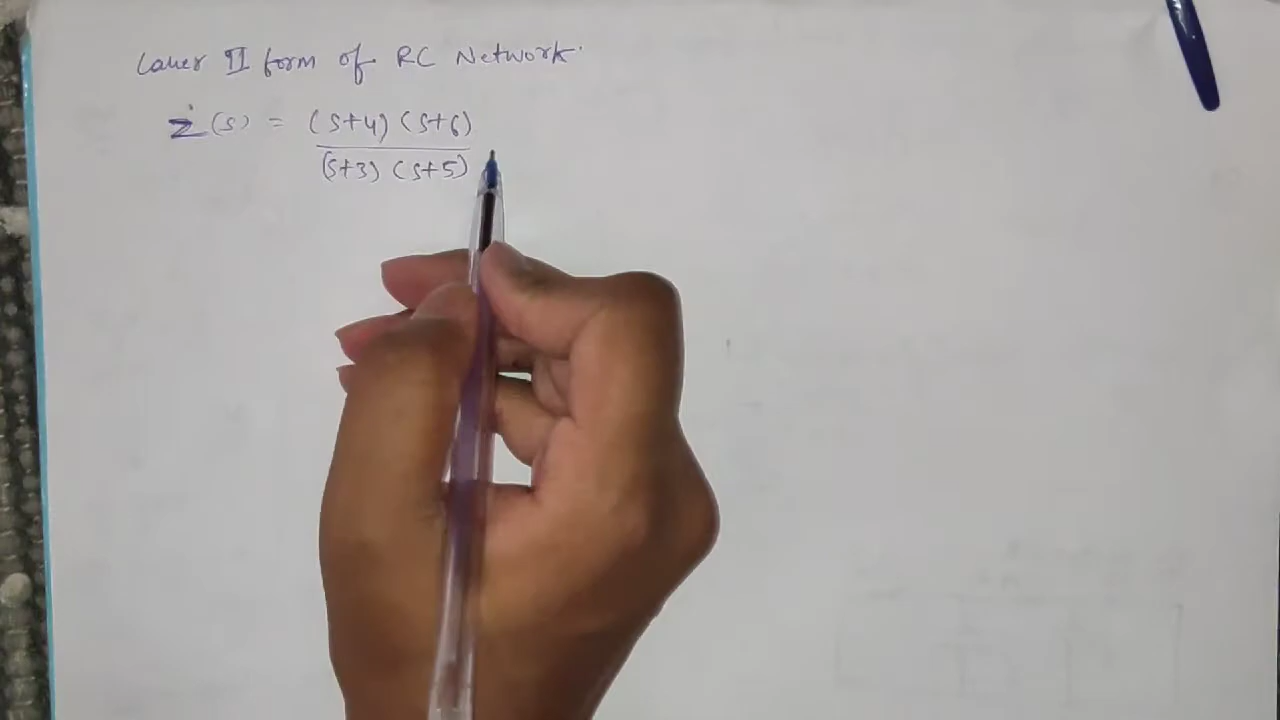 Cauer II form of RC Network.
Z(s) = (s+4) (s+6)
(s+3) (s+5)